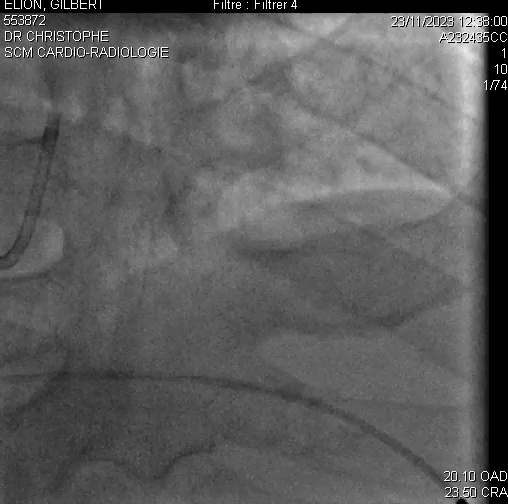 ELION, GILBERT
Filtre : Filtrer 4
553872
23/11/2023 12:38:00
DR CHRISTOPHE
A232435CC
SCM CARDIO-RADIOLOGIE
1
10
1/74
20.10 OAD
23.50 CRA